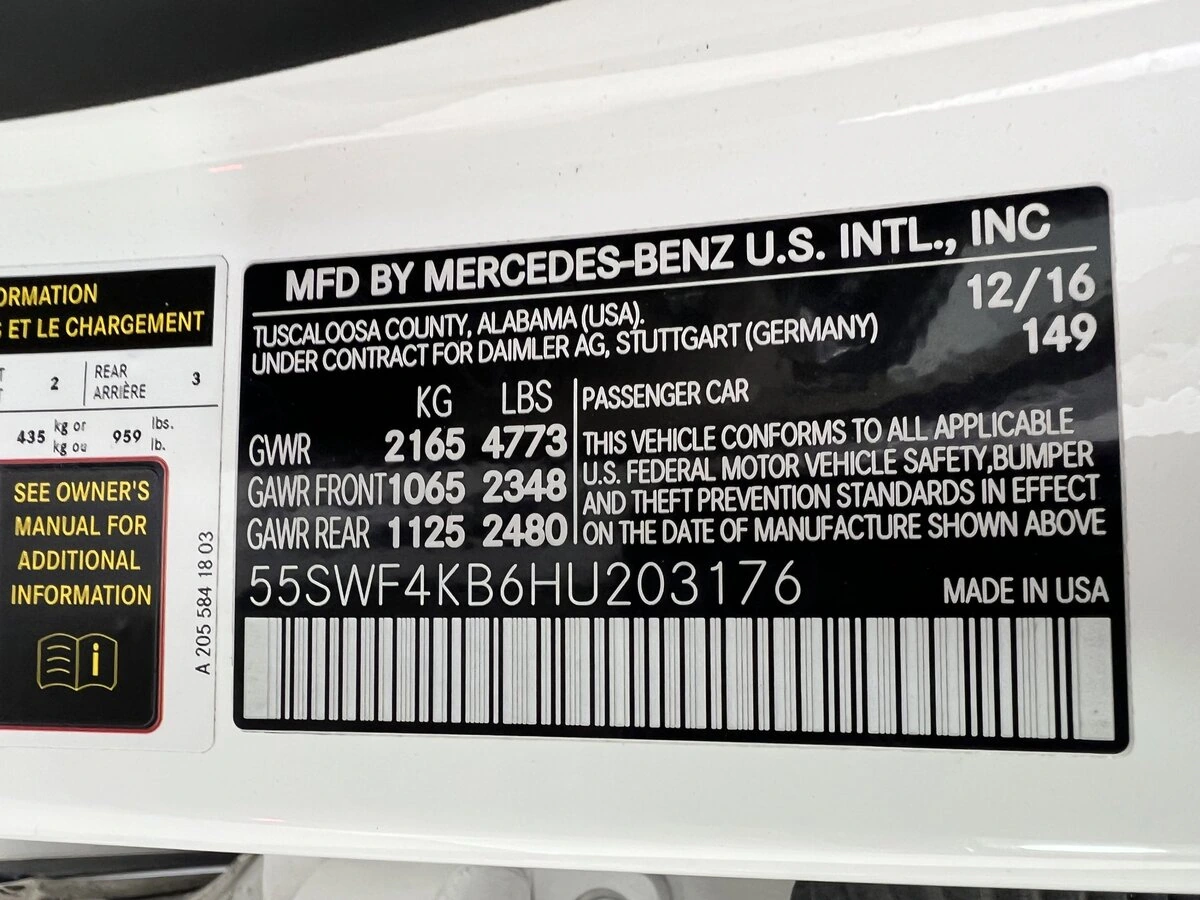 ORMATION
ET LE CHARGEMENT
2
REAR
ARRIÈRE
3
435 kg or kg ou 959 lbs. lb.
SEE OWNER'S
MANUAL FOR
ADDITIONAL
INFORMATION
i
A 205 584 18 03
MFD BY MERCEDES-BENZ U.S. INTL., INC
12/16
TUSCALOOSA COUNTY, ALABAMA (USA).
UNDER CONTRACT FOR DAIMLER AG, STUTTGART (GERMANY)
149
KG LBS
GVWR 2165 4773
GAWR FRONT 1065 2348
GAWR REAR 1125 2480
PASSENGER CAR
THIS VEHICLE CONFORMS TO ALL APPLICABLE
U.S. FEDERAL MOTOR VEHICLE SAFETY,BUMPER
AND THEFT PREVENTION STANDARDS IN EFFECT
ON THE DATE OF MANUFACTURE SHOWN ABOVE
55SWF4KB6HU203176
MADE IN USA